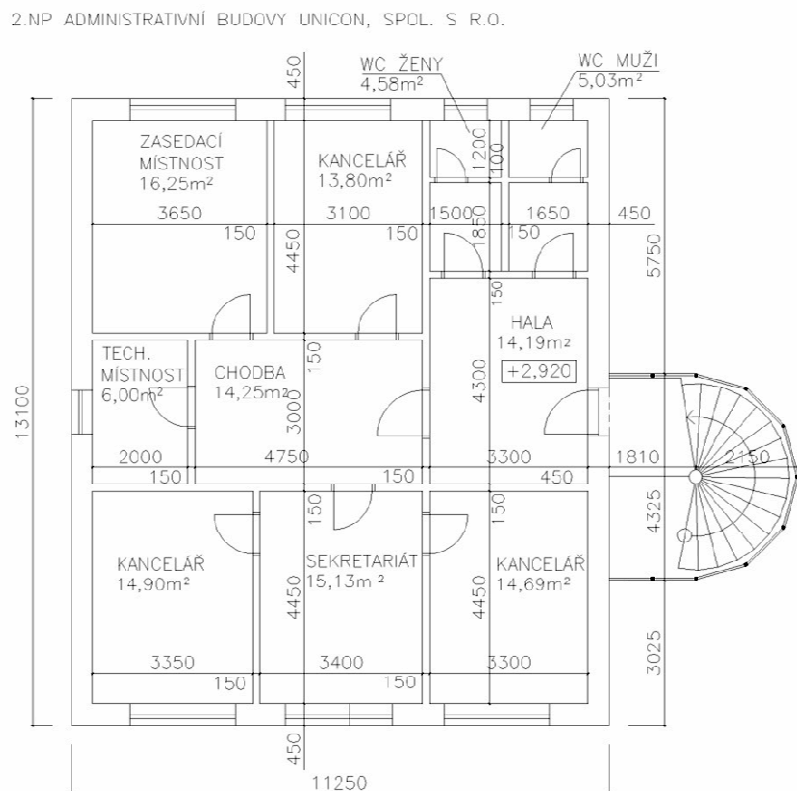 2.NP ADMINISTRATIVNÍ BUDOVY UNICON, SPOL. S R.O.
WC ŽENY
4,58m²
WC MUŽI
5,03m²
450
ZASEDACÍ
MÍSTNOST
16,25m²
KANCELÁŘ
13,80m²
1200
100
3650
3100
1500
1650
450
150
150
150
4450
1850
5750
150
HALA
14,19m²
+2,920
TECH.
MÍSTNOST
6,00m²
CHODBA
14,25m²
150
3000
4300
13100
2000
4750
3300
1810
2150
150
150
450
150
150
4325
KANCELÁŘ
14,90m²
SEKRETARIÁT
15,13m²
KANCELÁŘ
14,69m²
4450
4450
3350
3400
3300
150
150
3025
450
11250